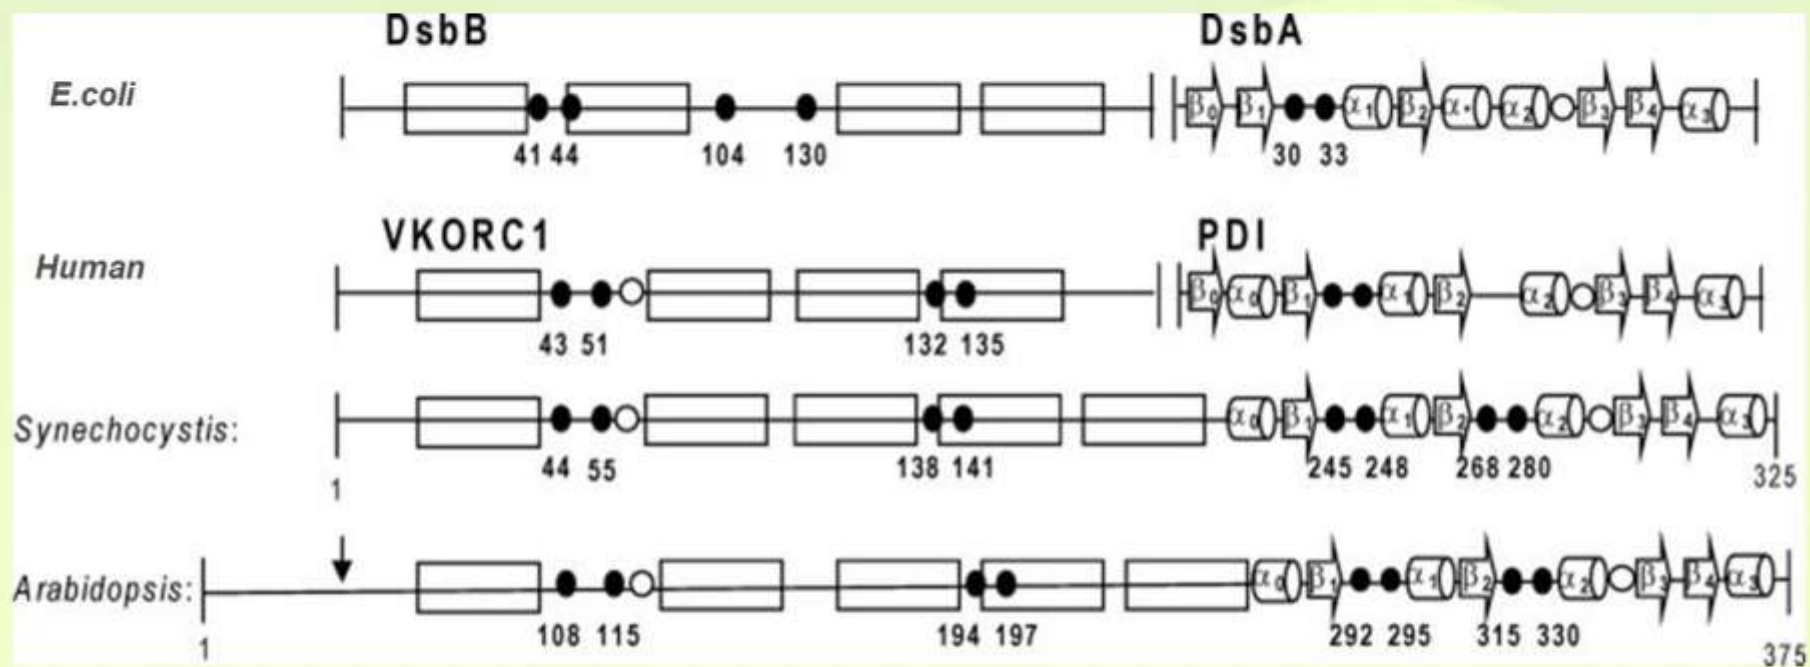 DsbB DsbA
E.coli β₀ β₁ α₁ β₂ α* α₂ β₃ β₄ α₃
41 44 104 130 30 33
VKORC1 PDI
Human β₀ α₀ β₁ α₁ β₂ α₂ β₃ β₄ α₃
43 51 132 135
Synechocystis: α₀ β₁ α₁ β₂ α₂ β₃ β₄ α₃
44 55 138 141 245 248 268 280
1 325
Arabidopsis: α₀ β₁ α₁ β₂ α₂ β₃ β₄ α₃
108 115 194 197 292 295 315 330
1 375